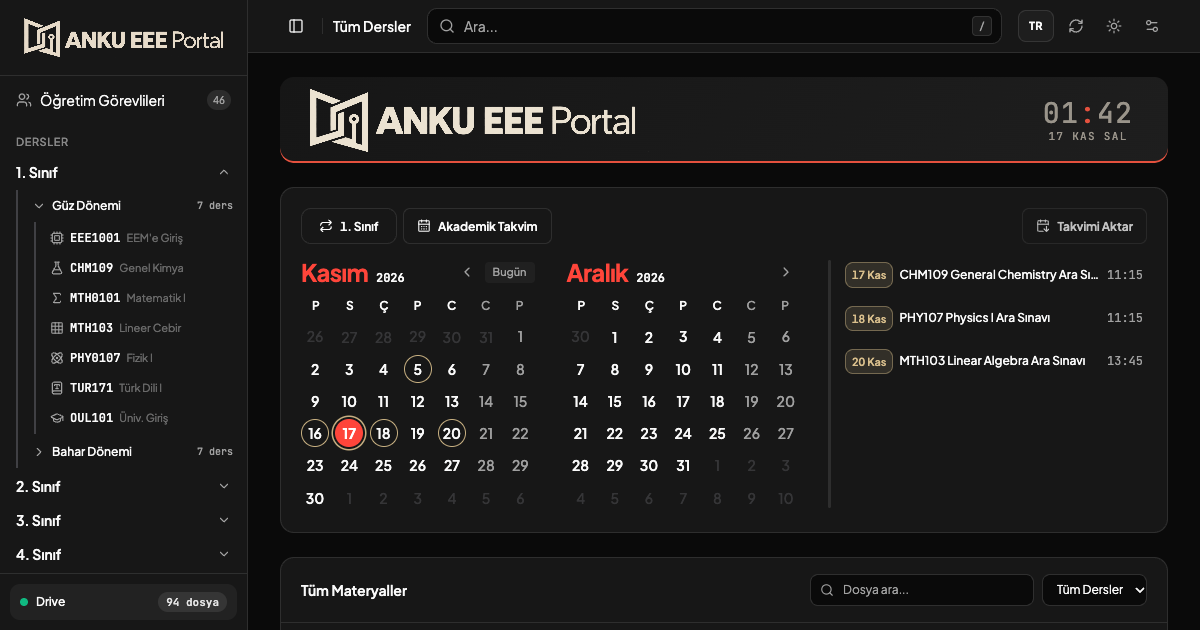 ANKU EEE Portal
Öğretim Görevlileri 46
DERSLER
1. Sınıf
Güz Dönemi 7 ders
EEE1001 EEM'e Giriş
CHM109 Genel Kimya
MTH0101 Matematik I
MTH103 Lineer Cebir
PHY0107 Fizik I
TUR171 Türk Dili I
OUL101 Üniv. Giriş
Bahar Dönemi 7 ders
2. Sınıf
3. Sınıf
4. Sınıf
Drive 94 dosya
Tüm Dersler Ara... / TR
ANKU EEE Portal
01:42
17 KAS SAL
1. Sınıf Akademik Takvim Takvimi Aktar
Kasım 2026 Bugün
P S Ç P C C P
26 27 28 29 30 31 1
2 3 4 5 6 7 8
9 10 11 12 13 14 15
16 17 18 19 20 21 22
23 24 25 26 27 28 29
30 1 2 3 4 5 6
Aralık 2026
P S Ç P C C P
30 1 2 3 4 5 6
7 8 9 10 11 12 13
14 15 16 17 18 19 20
21 22 23 24 25 26 27
28 29 30 31 1 2 3
4 5 6 7 8 9 10
17 Kas CHM109 General Chemistry Ara Sı... 11:15
18 Kas PHY107 Physics I Ara Sınavı 11:15
20 Kas MTH103 Linear Algebra Ara Sınavı 13:45
Tüm Materyaller Dosya ara... Tüm Dersler